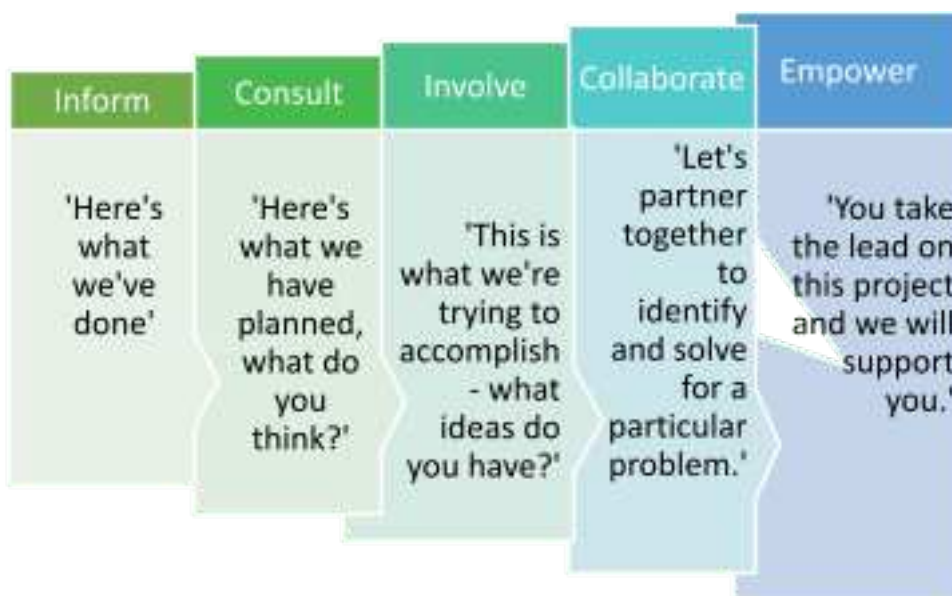 Inform
'Here's
what
we've
done'
Consult
'Here's
what we
have
planned,
what do
you
think?'
Involve
'This is
what we're
trying to
accomplish
- what
ideas do
you have?'
Collaborate
'Let's
partner
together
to
identify
and solve
for a
particular
problem.'
Empower
'You take
the lead on
this project
and we will
support
you.'